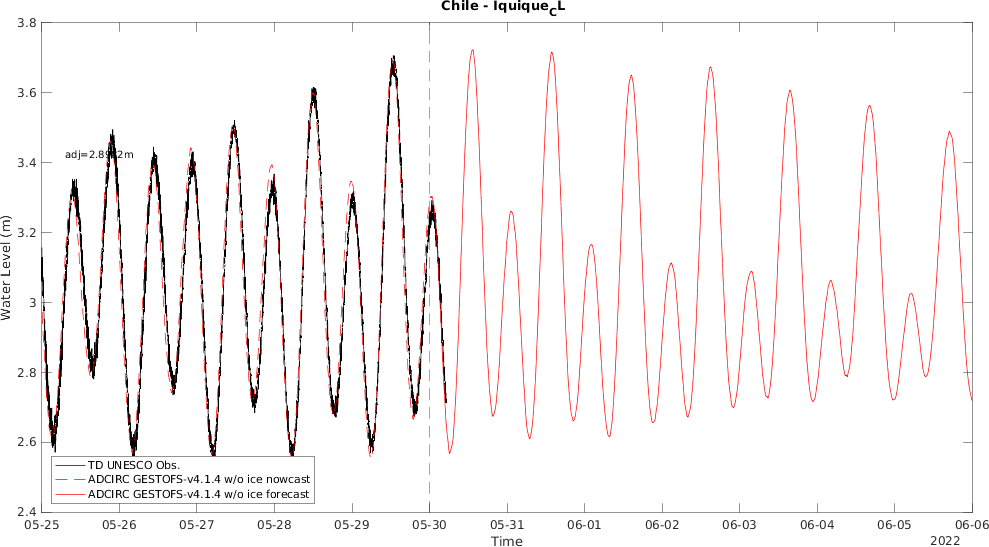 Chile - Iquique_CL
3.8
3.6
3.4
3.2
3
2.8
2.6
2.4
Water Level (m)
TD UNESCO Obs.
ADCIRC GESTOFS-v4.1.4 w/o ice nowcast
ADCIRC GESTOFS-v4.1.4 w/o ice forecast
05-25 05-26 05-27 05-28 05-29 05-30 05-31 06-01 06-02 06-03 06-04 06-05 06-06
Time
2022